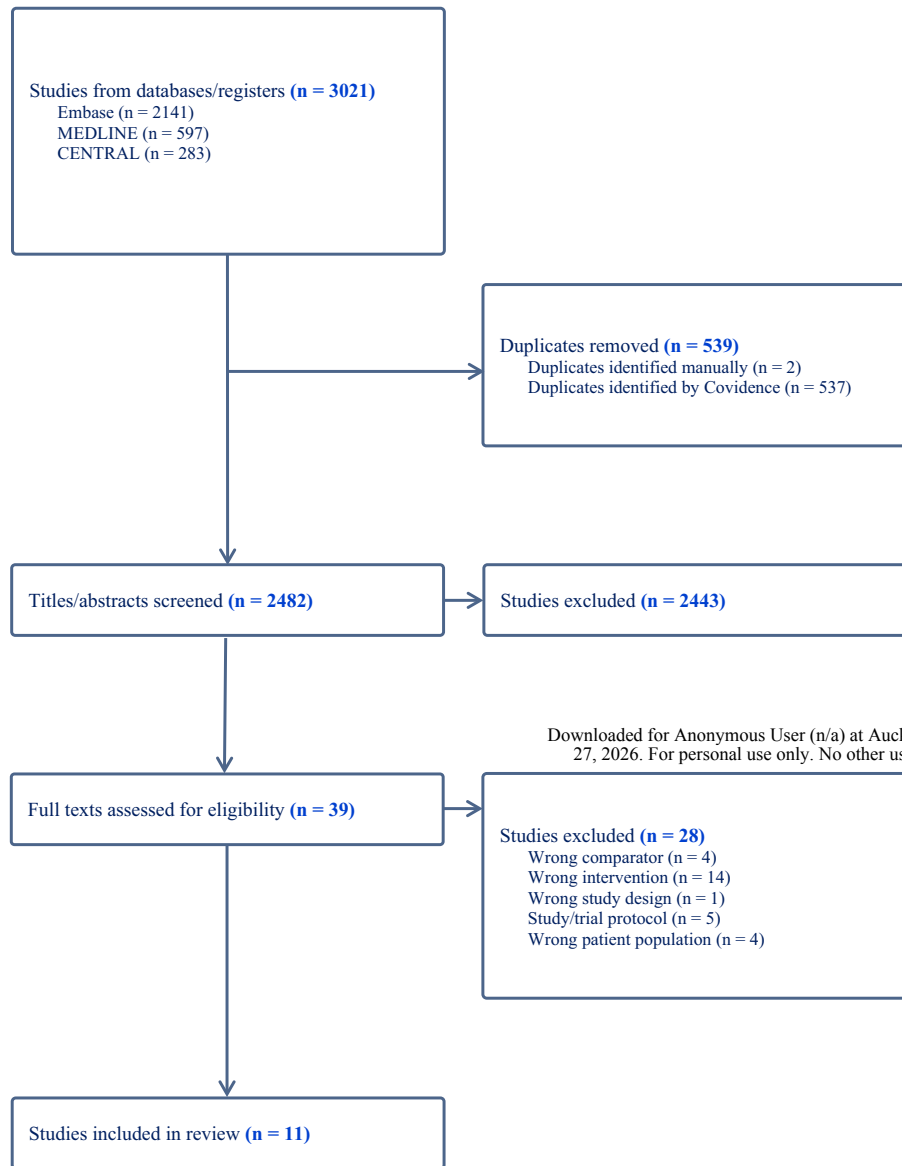 Studies from databases/registers (n = 3021)
Embase (n = 2141)
MEDLINE (n = 597)
CENTRAL (n = 283)
Duplicates removed (n = 539)
Duplicates identified manually (n = 2)
Duplicates identified by Covidence (n = 537)
Titles/abstracts screened (n = 2482)
Studies excluded (n = 2443)
Downloaded for Anonymous User (n/a) at
27, 2026. For personal use only. No other
Full texts assessed for eligibility (n = 39)
Studies excluded (n = 28)
Wrong comparator (n = 4)
Wrong intervention (n = 14)
Wrong study design (n = 1)
Study/trial protocol (n = 5)
Wrong patient population (n = 4)
Studies included in review (n = 11)